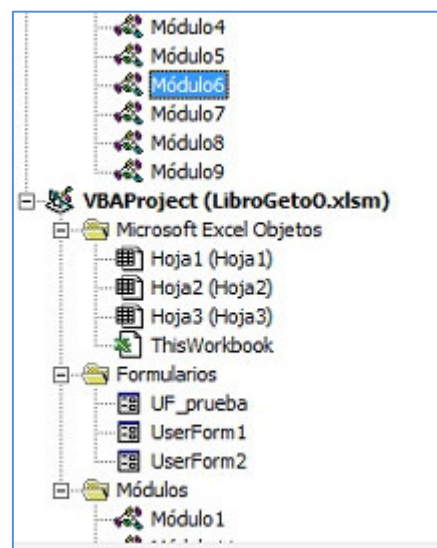 Módulo4
Módulo5
Módulo6
Módulo7
Módulo8
Módulo9
VBAProject (LibroGetoO.xlsm)
Microsoft Excel Objetos
Hoja1 (Hoja1)
Hoja2 (Hoja2)
Hoja3 (Hoja3)
ThisWorkbook
Formularios
UF_prueba
UserForm1
UserForm2
Módulos
Módulo1